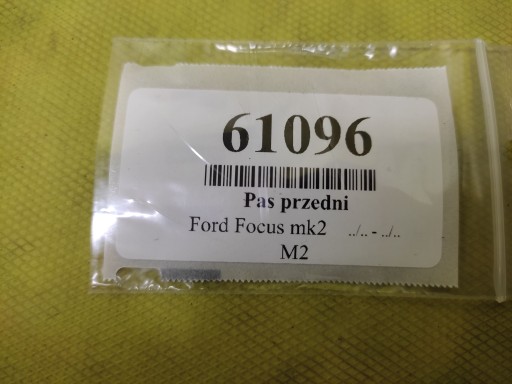 61096
Pas przedni
Ford Focus mk2 ../.. - ../..
M2